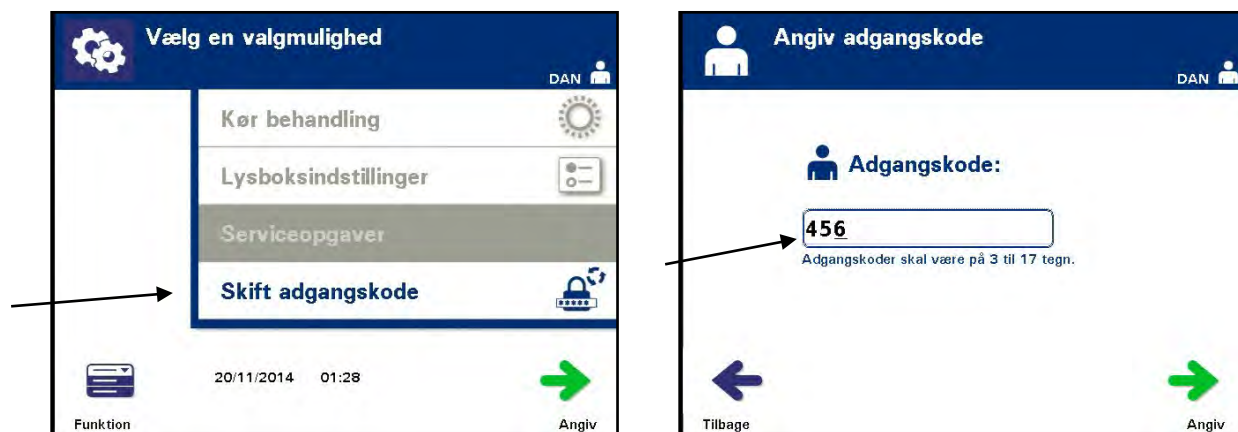 Vælg en valgmulighed
DAN
Kør behandling
Lysboksindstillinger
Serviceopgaver
Skift adgangskode
20/11/2014 01:28
Funktion
Angiv
Angiv adgangskode
DAN
Adgangskode:
456
Adgangskoder skal være på 3 til 17 tegn.
Tilbage
Angiv